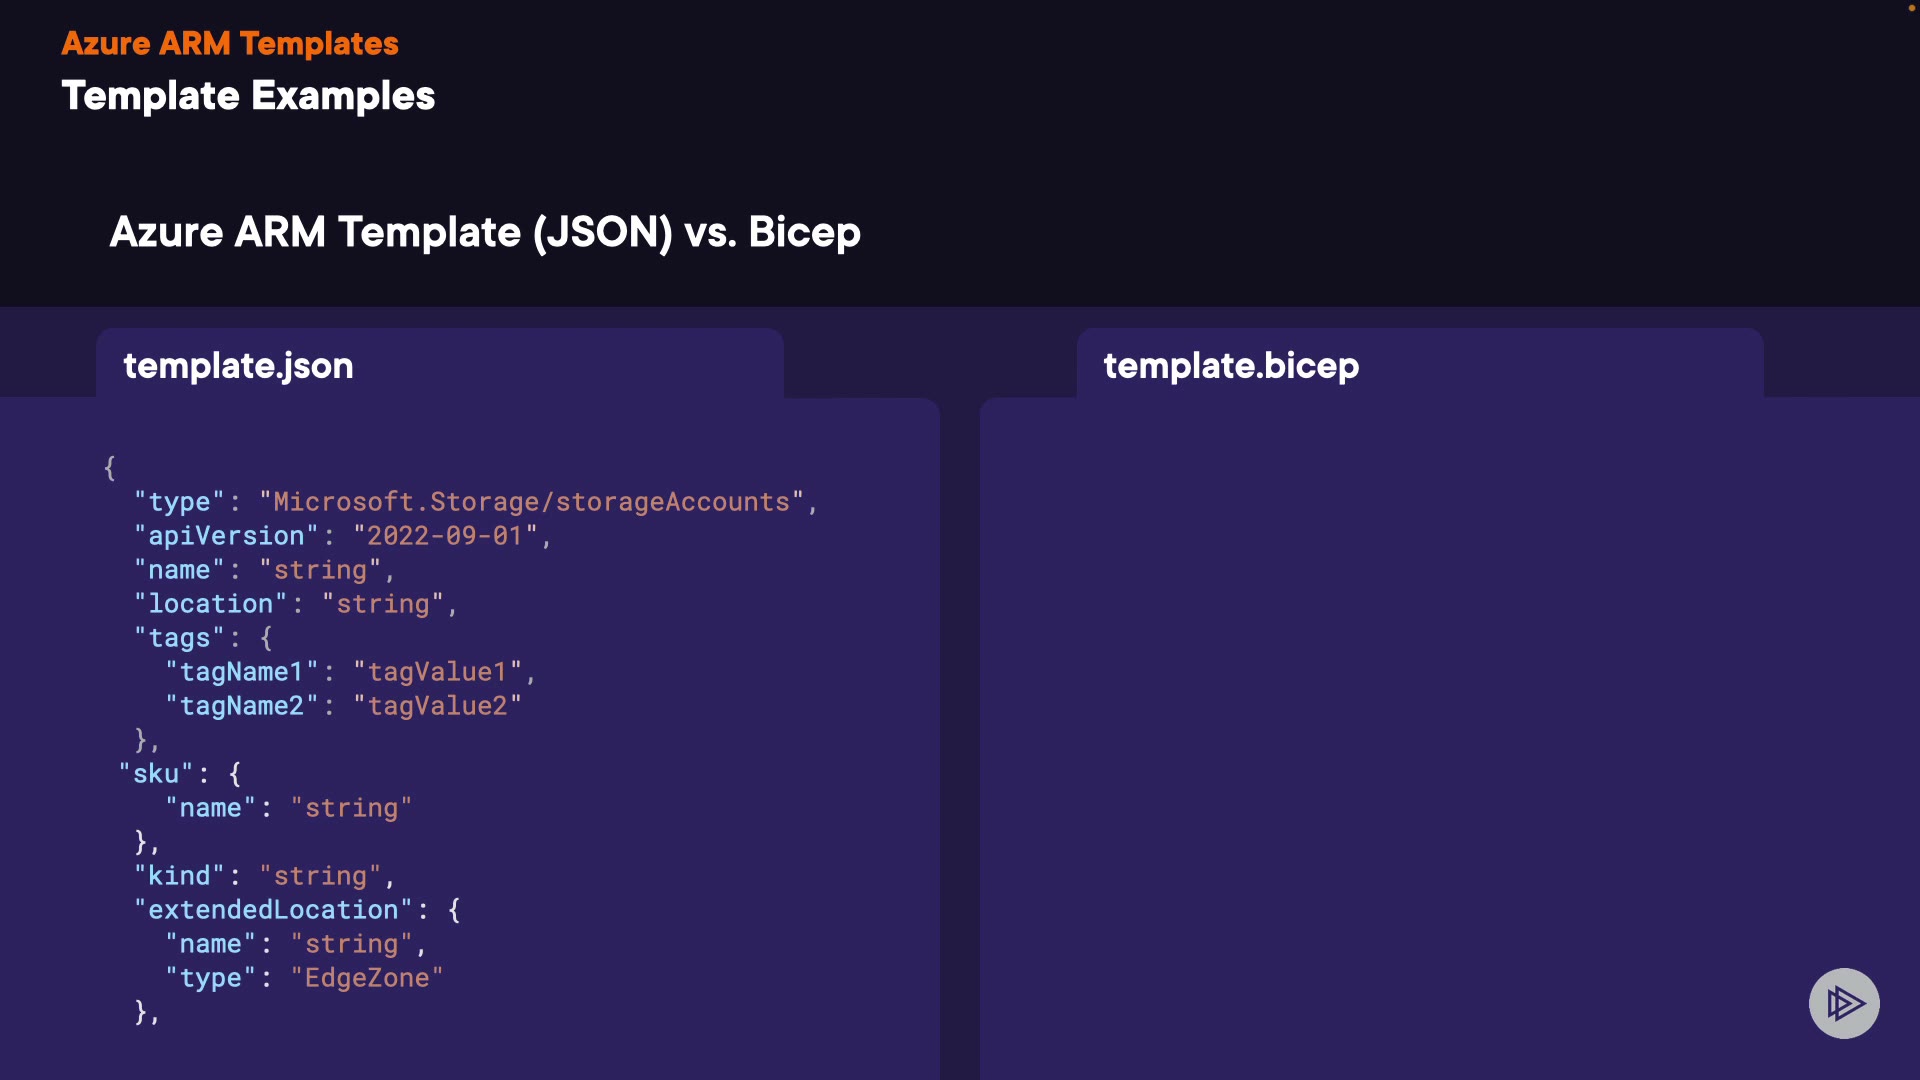 Azure ARM Templates
Template Examples
Azure ARM Template (JSON) vs. Bicep
template.json
{
  "type": "Microsoft.Storage/storageAccounts",
  "apiVersion": "2022-09-01",
  "name": "string",
  "location": "string",
  "tags": {
    "tagName1": "tagValue1",
    "tagName2": "tagValue2"
  },
 "sku": {
    "name": "string"
  },
  "kind": "string",
  "extendedLocation": {
    "name": "string",
    "type": "EdgeZone"
  },
template.bicep